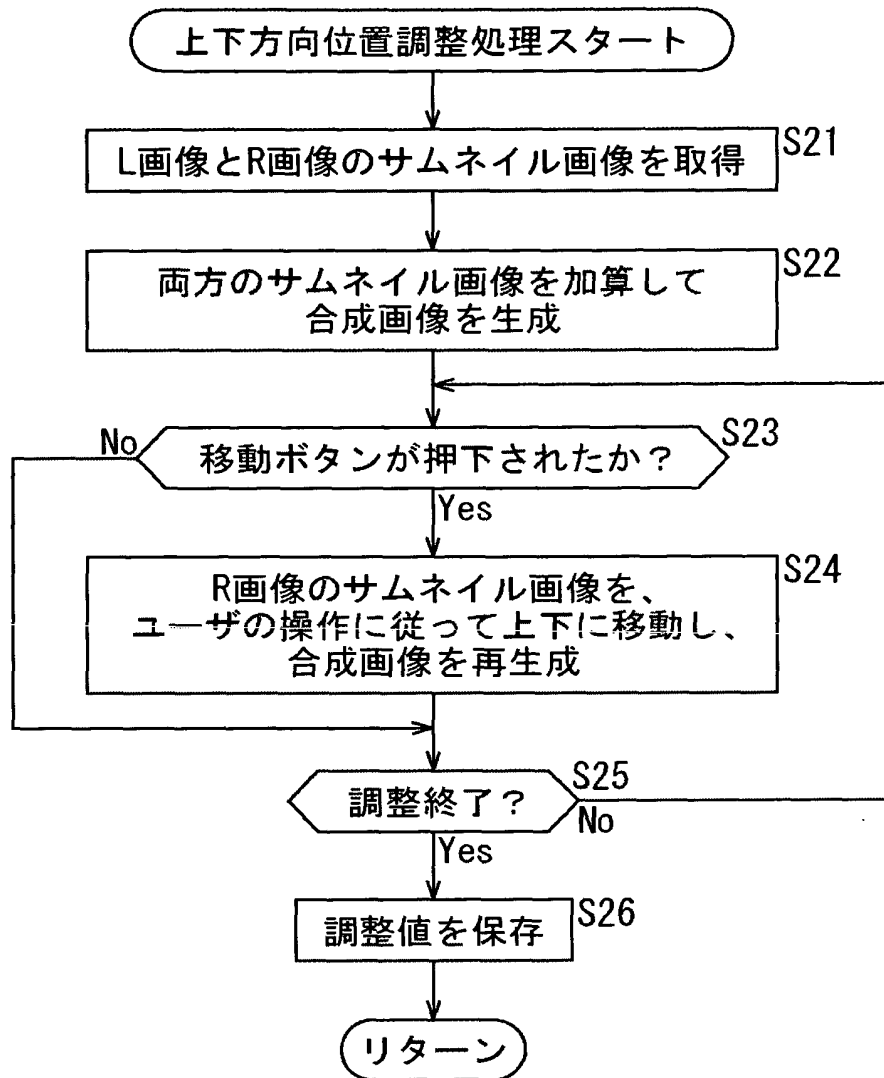 上下方向位置調整処理スタート
L画像とR画像のサムネイル画像を取得
S21
両方のサムネイル画像を加算して
合成画像を生成
S22
移動ボタンが押下されたか？
S23
No
Yes
R画像のサムネイル画像を、
ユーザの操作に従って上下に移動し、
合成画像を再生成
S24
調整終了？
S25
No
Yes
調整値を保存
S26
リターン